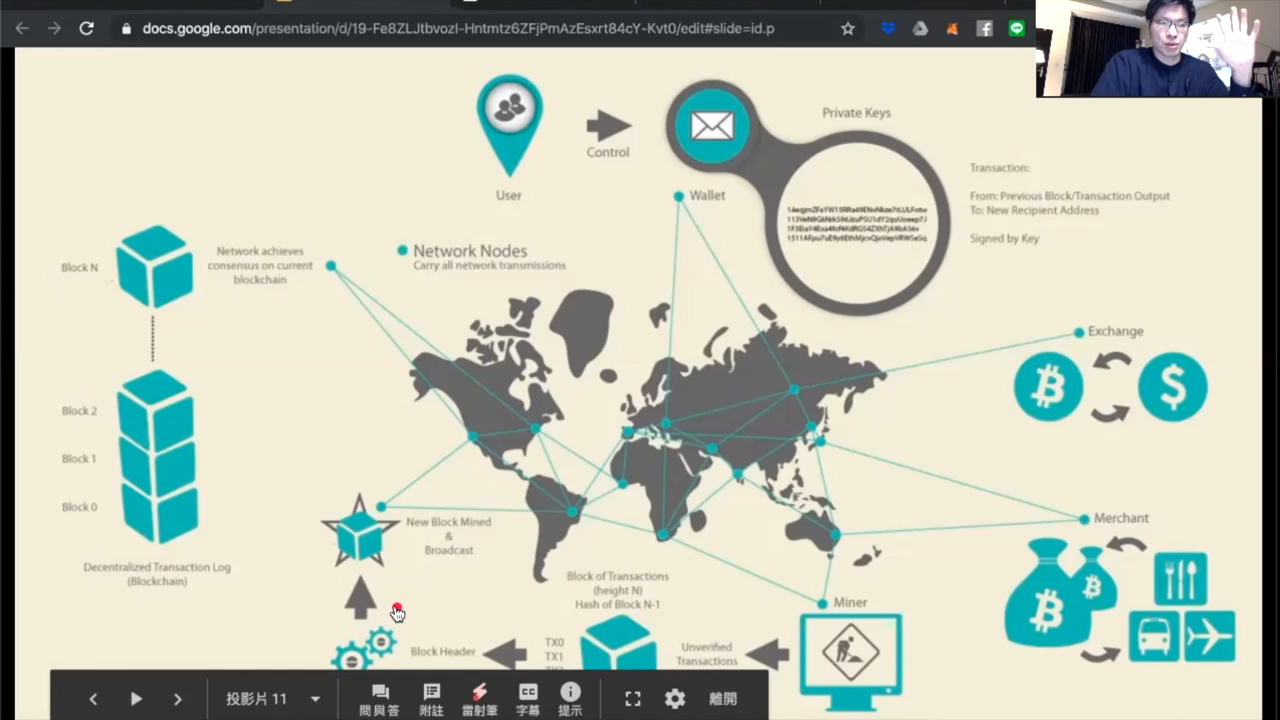 docs.google.com/presentation/d/19-Fe8ZLJtbvozI-Hntmtz6ZFjPmAzEsxrt84cY-Kvt0/edit#slide=id.p
Private Keys
Control
User
Wallet
Transaction:
From: Previous Block/Transaction Output
To: New Recipient Address
Signed by Key
Network Nodes
Carry all network transmissions
Block N
Network achieves
consensus on current
blockchain
Exchange
Block 2
Block 1
Block 0
Decentralized Transaction Log
(Blockchain)
New Block Mined
&
Broadcast
Merchant
Block of Transactions
(height N)
Hash of Block N-1
Miner
Block Header
TX0
TX1
Unverified
Transactions
投影片 11
問與答
附註
雷射筆
CC
字幕
提示
離開